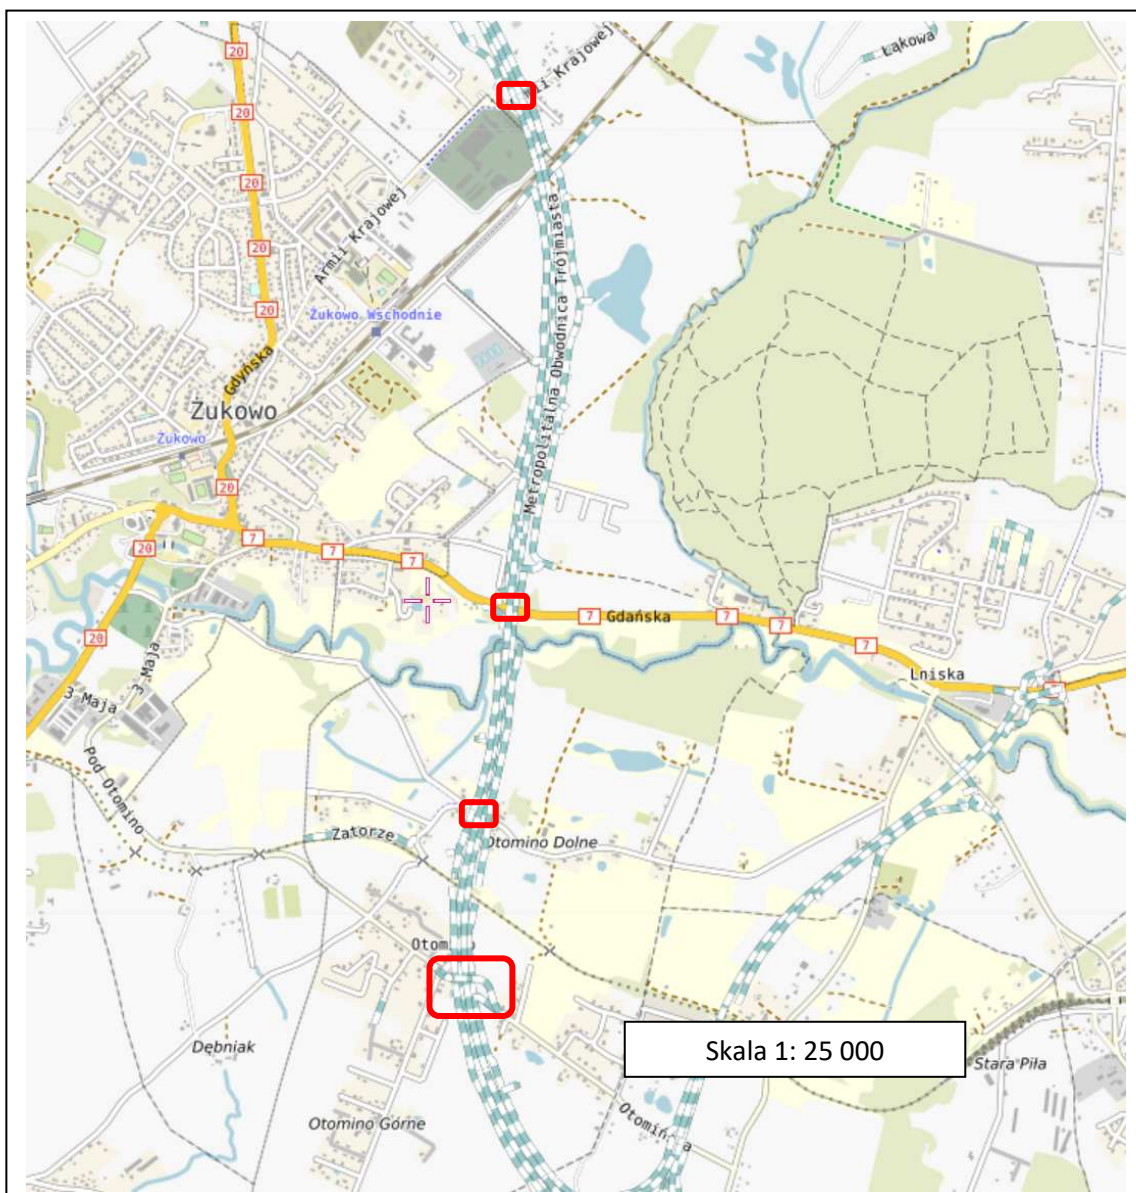 20
Łąkowa
Armii Krajowej
20
20
20
Armii Krajowej
Metropolitalna Obwodnica Trójmiasta
20
Żukowo Wschodnie
Gdyńska
Żukowo
Żukowo
20
7
7
7
20
7
Gdańska
7
7
7
20
3 Maja
3 Maja
Lniska
Pod Otomino
Zatorze
Otomino Dolne
Otomino
Dębniak
Skala 1: 25 000
Stara Piła
Otomino Górne